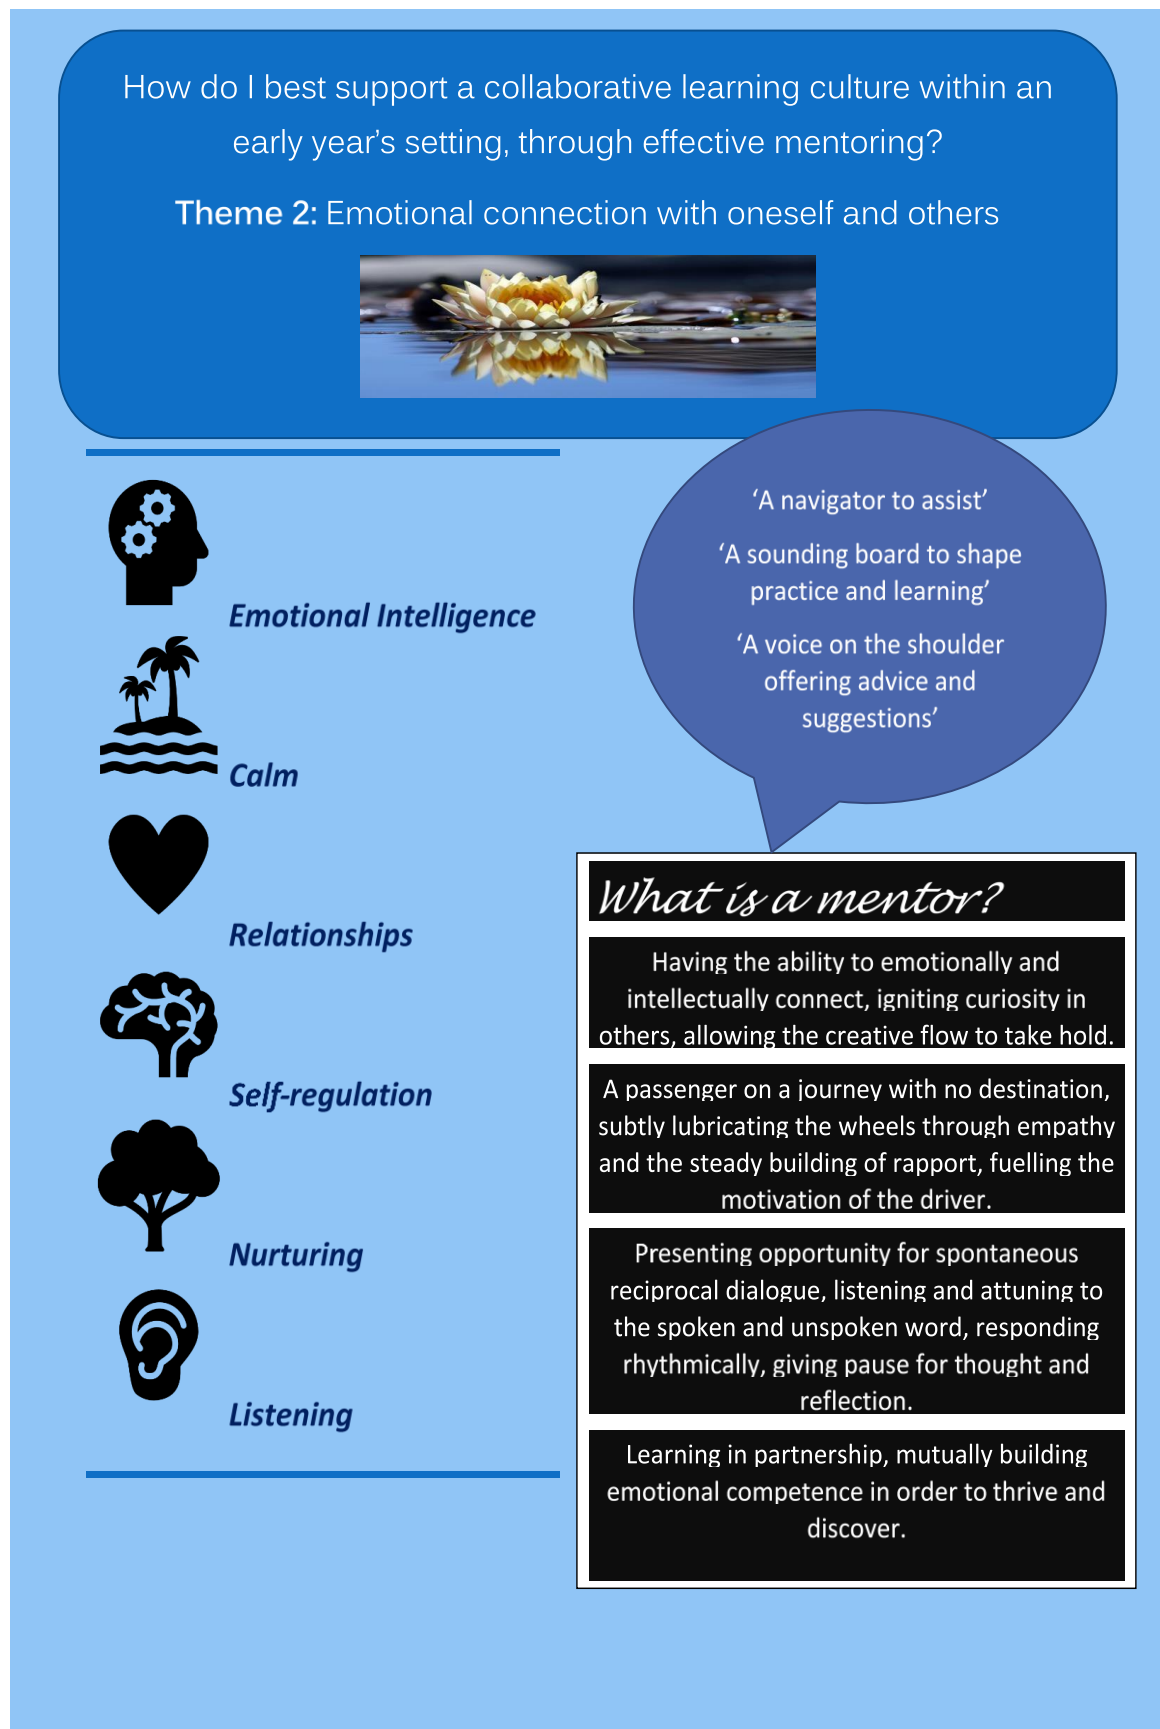 How do I best support a collaborative learning culture within an
early year’s setting, through effective mentoring?
Theme 2: Emotional connection with oneself and others
Emotional Intelligence
Calm
Relationships
Self-regulation
Nurturing
Listening
‘A navigator to assist’
‘A sounding board to shape
practice and learning’
‘A voice on the shoulder
offering advice and
suggestions’
What is a mentor?
Having the ability to emotionally and
intellectually connect, igniting curiosity in
others, allowing the creative flow to take hold.
A passenger on a journey with no destination,
subtly lubricating the wheels through empathy
and the steady building of rapport, fuelling the
motivation of the driver.
Presenting opportunity for spontaneous
reciprocal dialogue, listening and attuning to
the spoken and unspoken word, responding
rhythmically, giving pause for thought and
reflection.
Learning in partnership, mutually building
emotional competence in order to thrive and
discover.